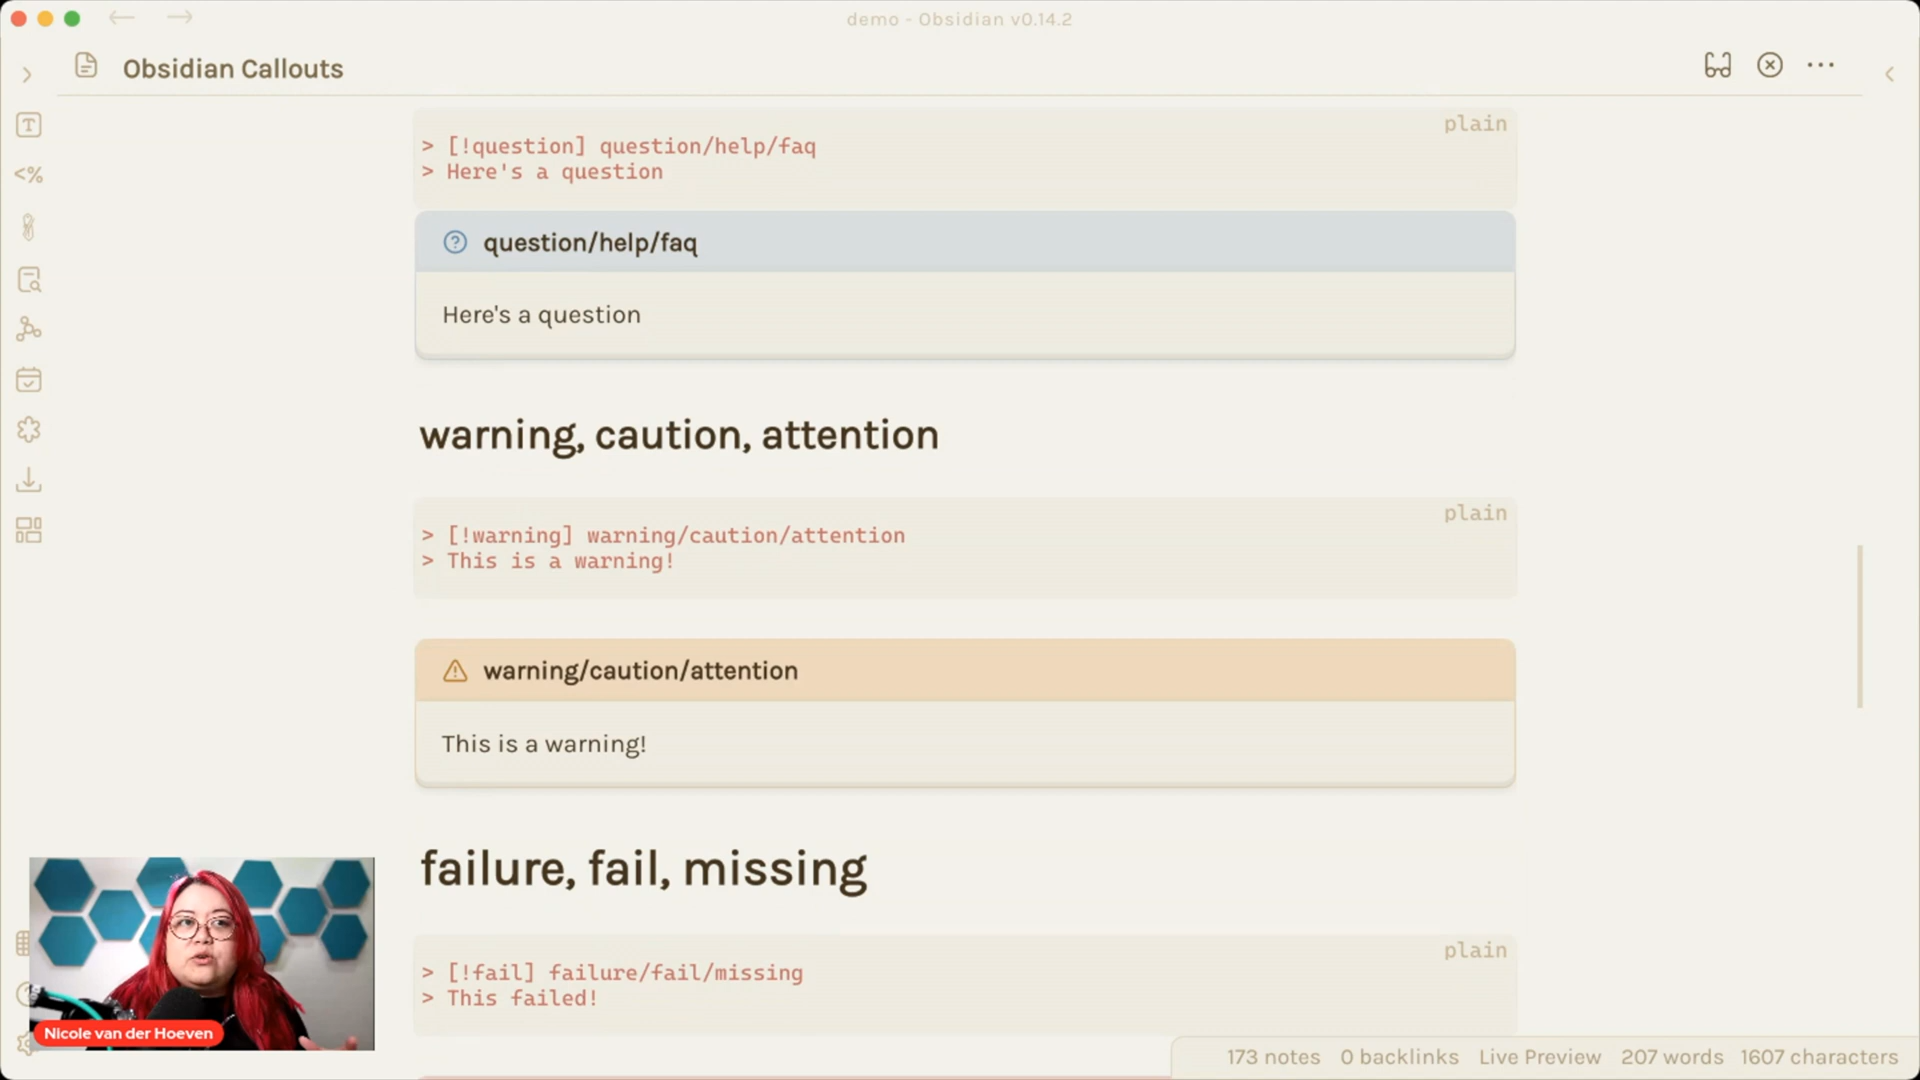 demo - Obsidian v0.14.2
Obsidian Callouts
plain
> [!question] question/help/faq
> Here's a question
question/help/faq
Here's a question
warning, caution, attention
plain
> [!warning] warning/caution/attention
> This is a warning!
warning/caution/attention
This is a warning!
failure, fail, missing
plain
> [!fail] failure/fail/missing
> This failed!
Nicole van der Hoeven
173 notes 0 backlinks Live Preview 207 words 1607 characters